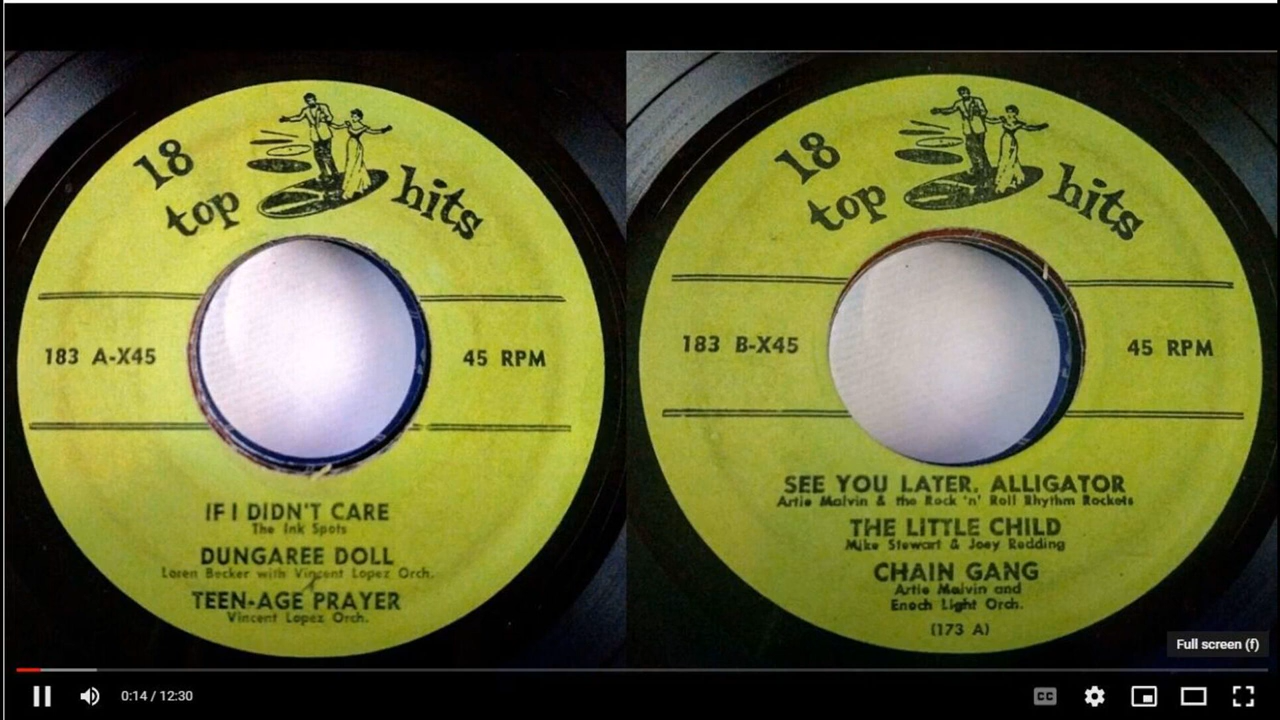 18
top hits
183 A-X45 45 RPM
IF I DIDN'T CARE
The Ink Spots
DUNGAREE DOLL
Loren Becker with Vincent Lopez Orch.
TEEN-AGE PRAYER
Vincent Lopez Orch.
18
top hits
183 B-X45 45 RPM
SEE YOU LATER, ALLIGATOR
Artie Malvin & the Rock 'n' Roll Rhythm Rockets
THE LITTLE CHILD
Mike Stewart & Joey Redding
CHAIN GANG
Artie Malvin and
Enoch Light Orch.
(173 A)
Full screen (f)
0:14 / 12:30
CC